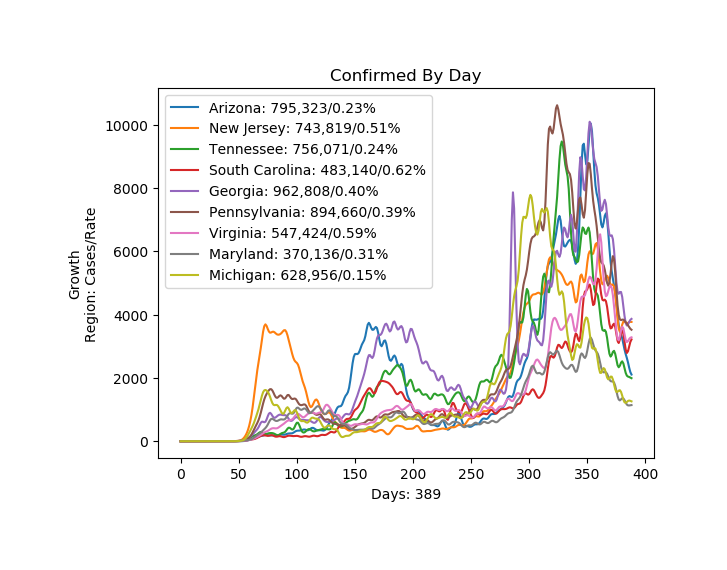 Confirmed By Day
Growth
Region: Cases/Rate
10000
8000
6000
4000
2000
0
Arizona: 795,323/0.23%
New Jersey: 743,819/0.51%
Tennessee: 756,071/0.24%
South Carolina: 483,140/0.62%
Georgia: 962,808/0.40%
Pennsylvania: 894,660/0.39%
Virginia: 547,424/0.59%
Maryland: 370,136/0.31%
Michigan: 628,956/0.15%
0 50 100 150 200 250 300 350 400
Days: 389